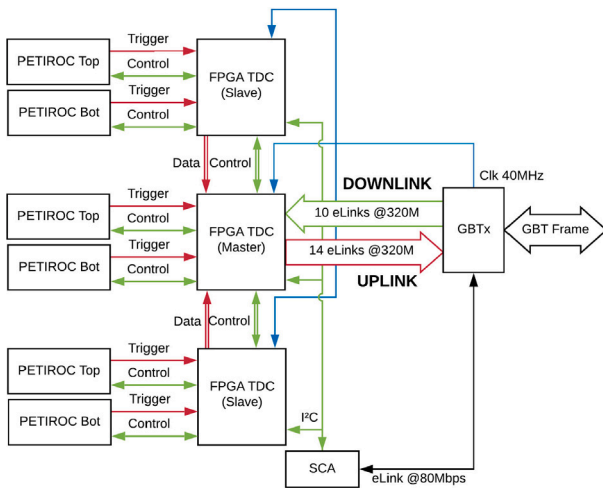 PETIROC Top
Trigger
Control
PETIROC Bot
Trigger
Control
FPGA TDC
(Slave)
Data
Control
Clk 40MHz
DOWNLINK
10 eLinks @320M
PETIROC Top
Trigger
Control
PETIROC Bot
Trigger
Control
FPGA TDC
(Master)
14 eLinks @320M
UPLINK
GBTx
GBT Frame
Data
Control
PETIROC Top
Trigger
Control
PETIROC Bot
Trigger
Control
FPGA TDC
(Slave)
I²C
SCA
eLink @80Mbps